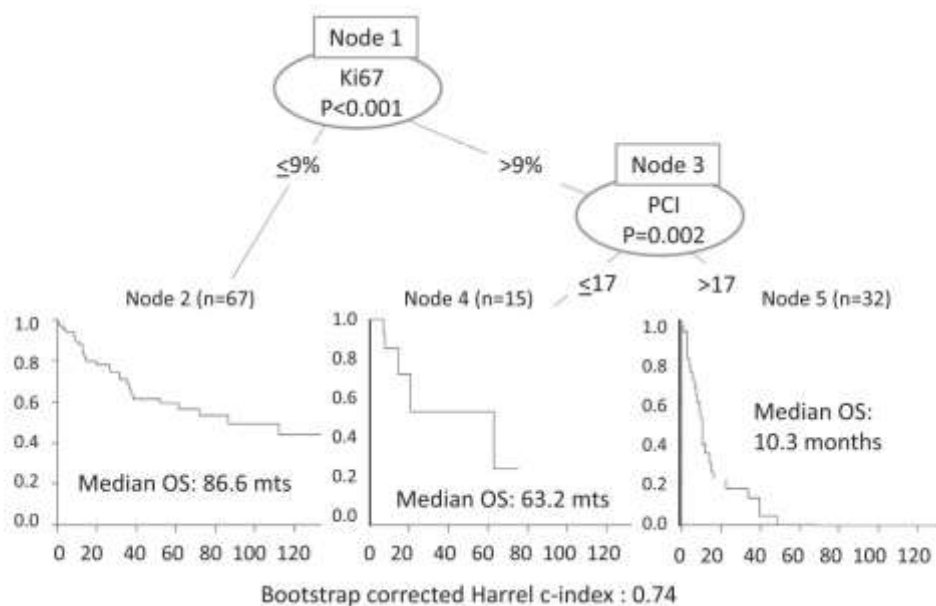 Node 1
Ki67
P<0.001
≤9%
>9%
Node 3
PCI
P=0.002
≤17
>17
Node 2 (n=67)
Node 4 (n=15)
Node 5 (n=32)
1.0
0.8
0.6
0.4
0.2
0.0
Median OS: 86.6 mts
0 20 40 60 80 100 120
1.0
0.8
0.6
0.4
0.2
0.0
Median OS: 63.2 mts
0 20 40 60 80 100 120
1.0
0.8
0.6
0.4
0.2
0.0
Median OS:
10.3 months
0 20 40 60 80 100 120
Bootstrap corrected Harrel c-index : 0.74